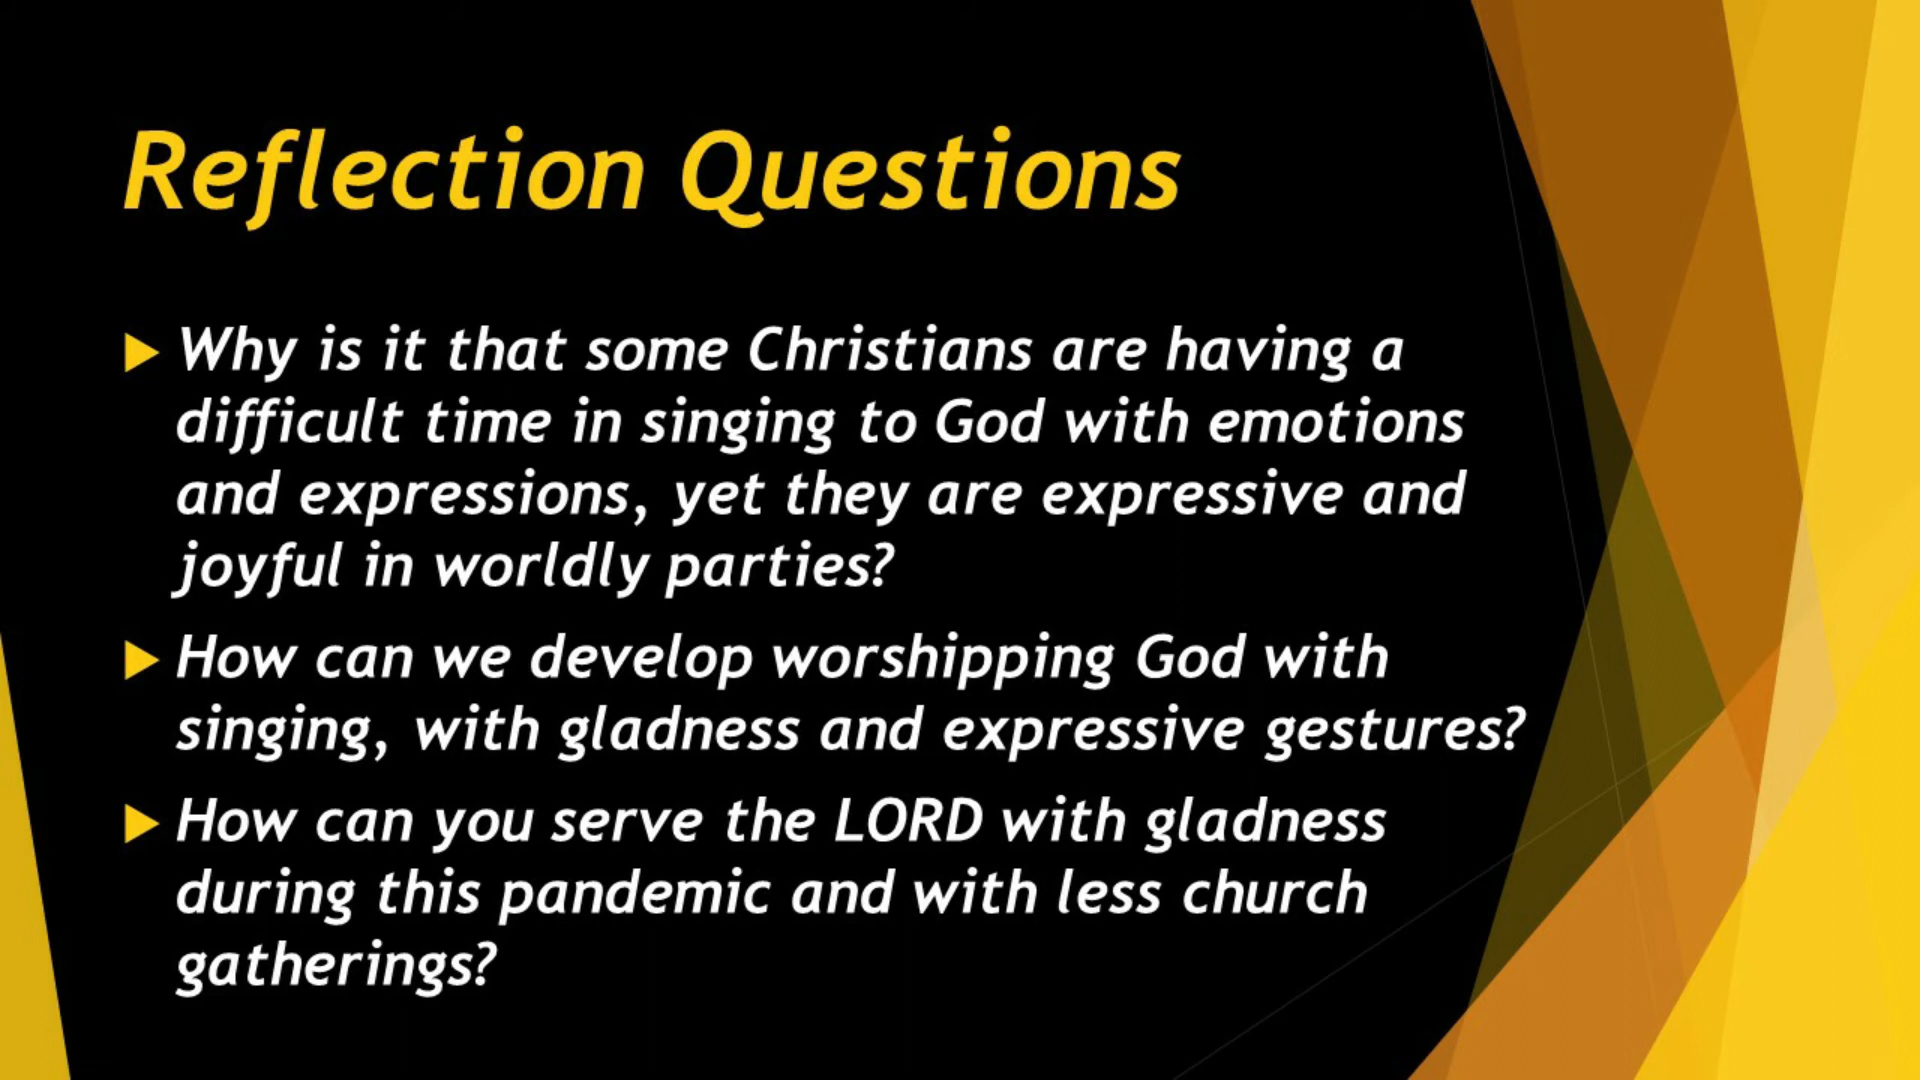 Reflection Questions
Why is it that some Christians are having a
difficult time in singing to God with emotions
and expressions, yet they are expressive and
joyful in worldly parties?
How can we develop worshipping God with
singing, with gladness and expressive gestures?
How can you serve the LORD with gladness
during this pandemic and with less church
gatherings?